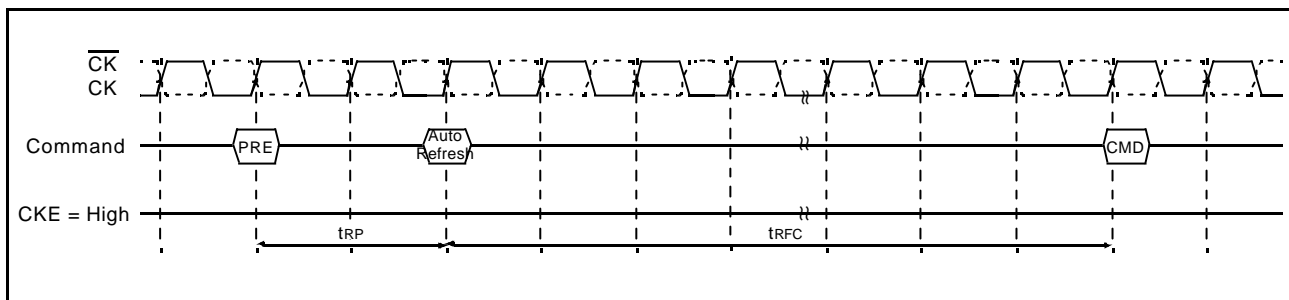 CK
CK
Command
PRE
Auto
Refresh
CMD
CKE = High
tRP
tRFC